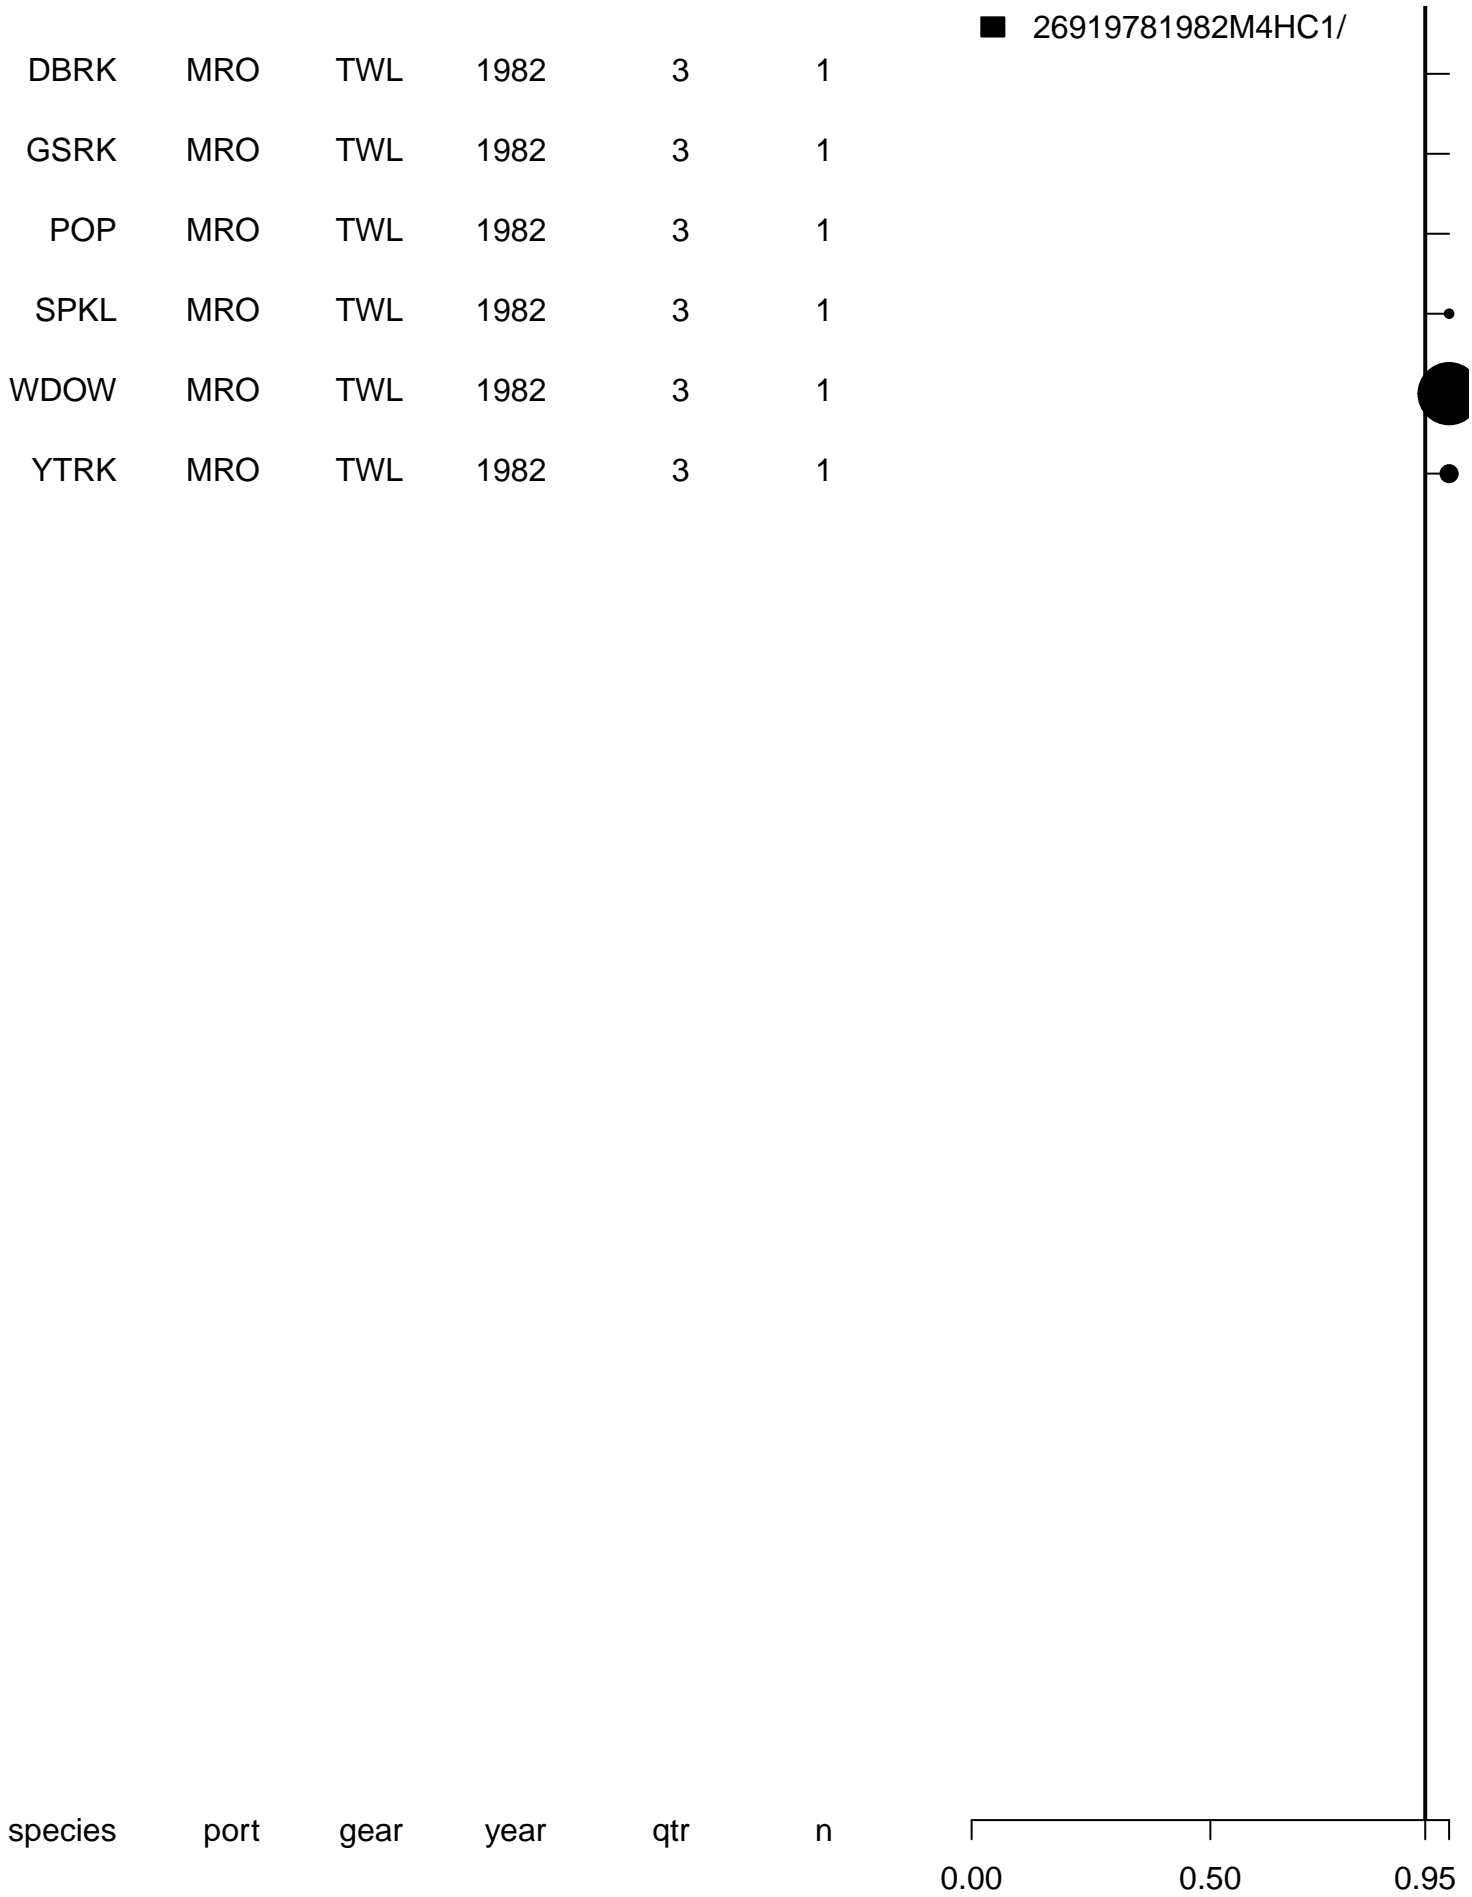 26919781982M4HC1/
DBRK MRO TWL 1982 3 1
GSRK MRO TWL 1982 3 1
POP MRO TWL 1982 3 1
SPKL MRO TWL 1982 3 1
WDOW MRO TWL 1982 3 1
YTRK MRO TWL 1982 3 1
species port gear year qtr n
0.00 0.50 0.95